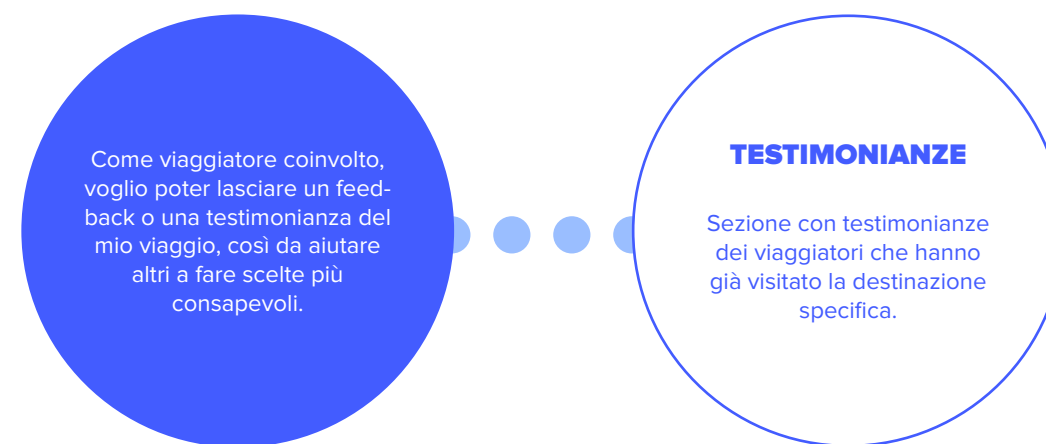 Come viaggiatore coinvolto,
voglio poter lasciare un feed-
back o una testimonianza del
mio viaggio, così da aiutare
altri a fare scelte più
consapevoli.
TESTIMONIANZE
Sezione con testimonianze
dei viaggiatori che hanno
già visitato la destinazione
specifica.